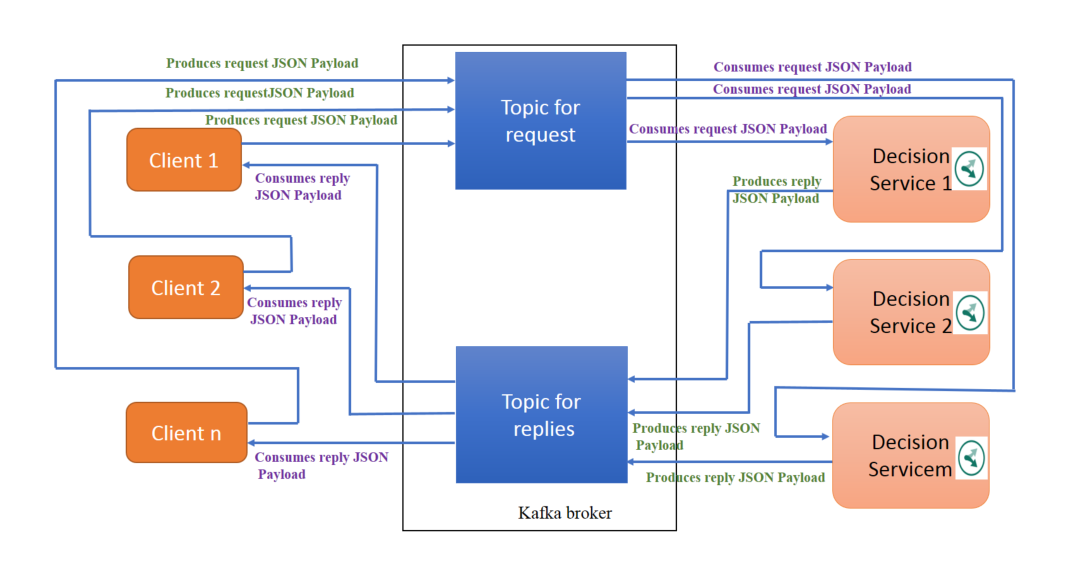 Produces request JSON Payload
Produces requestJSON Payload
Produces request JSON Payload
Client 1
Consumes reply
JSON Payload
Client 2
Consumes reply
JSON Payload
Client n
Consumes reply JSON
Payload
Topic for
request
Topic for
replies
Kafka broker
Consumes request JSON Payload
Consumes request JSON Payload
Consumes request JSON Payload
Decision
Service 1
Produces reply
JSON Payload
Decision
Service 2
Produces reply JSON
Payload
Decision
Servicem
Produces reply JSON Payload